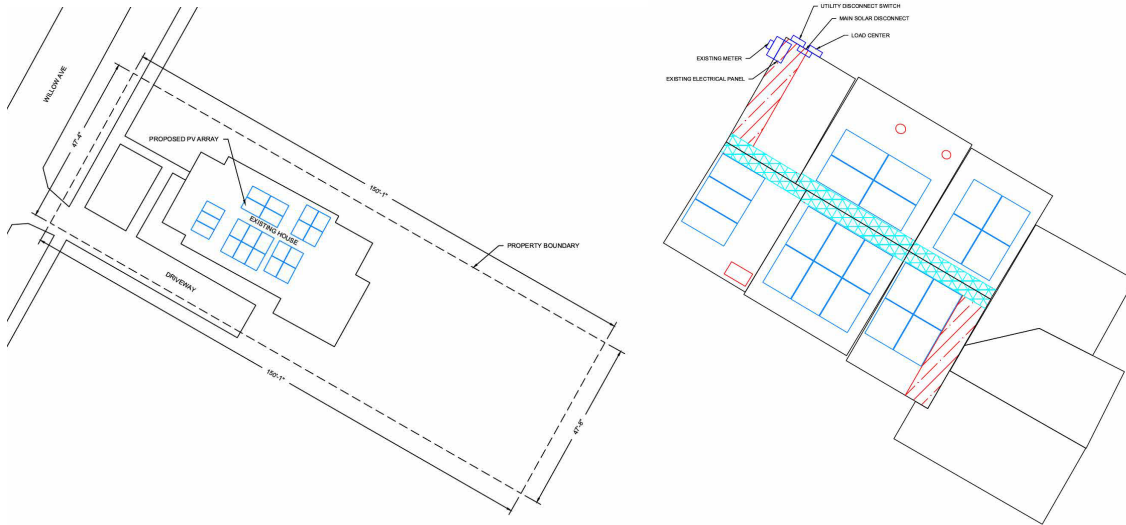 WILLOW AVE
47'-4"
PROPOSED PV ARRAY
150'-1"
EXISTING HOUSE
PROPERTY BOUNDARY
DRIVEWAY
150'-1"
47'-8"
UTILITY DISCONNECT SWITCH
MAIN SOLAR DISCONNECT
LOAD CENTER
EXISTING METER
EXISTING ELECTRICAL PANEL